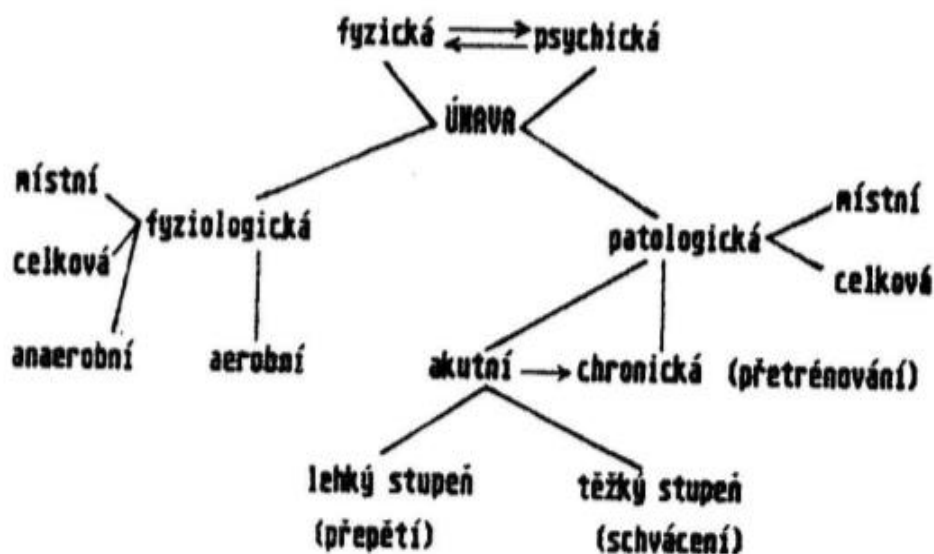 fyzická psychická
ÚNAVA
místní fyziologická patologická místní
celková celková
anaerobní aerobní akutní chronická (přetrénování)
lehký stupeň těžký stupeň
(přepětí) (schvácení)